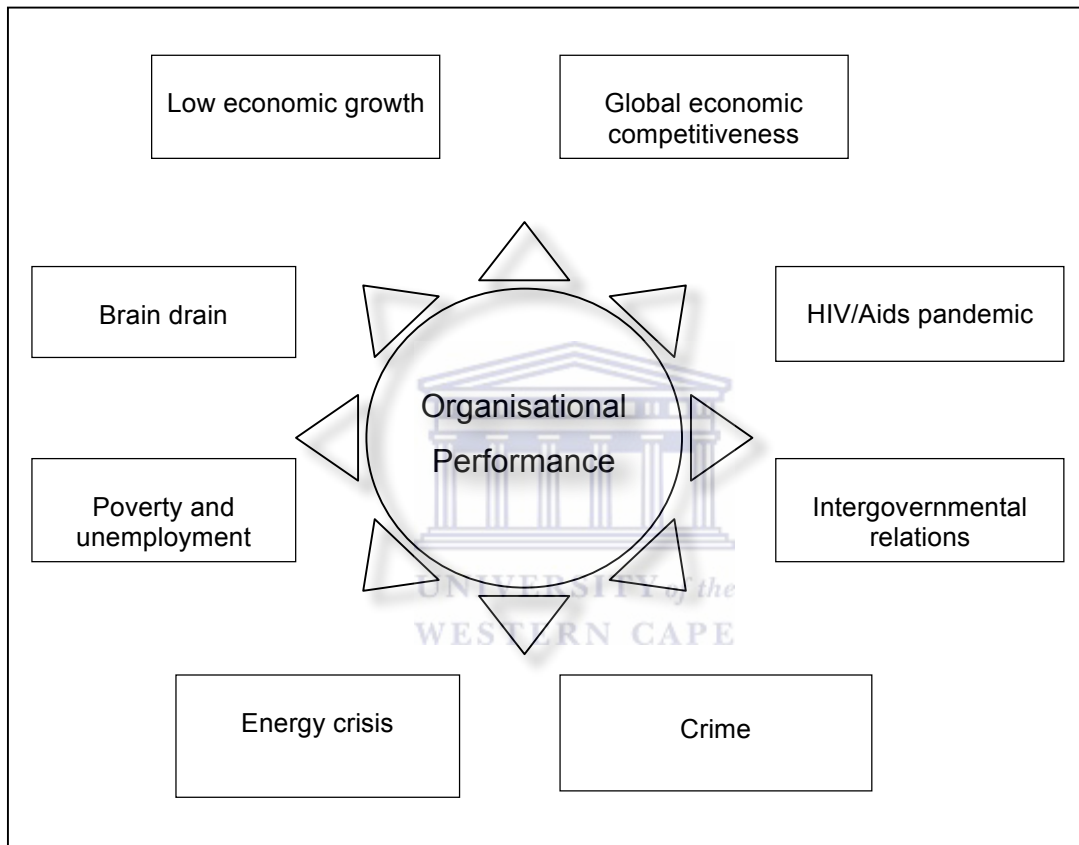 Low economic growth
Global economic
competitiveness
Brain drain
HIV/Aids pandemic
Organisational
Performance
Poverty and
unemployment
Intergovernmental
relations
UNIVERSITY of the
WESTERN CAPE
Energy crisis
Crime